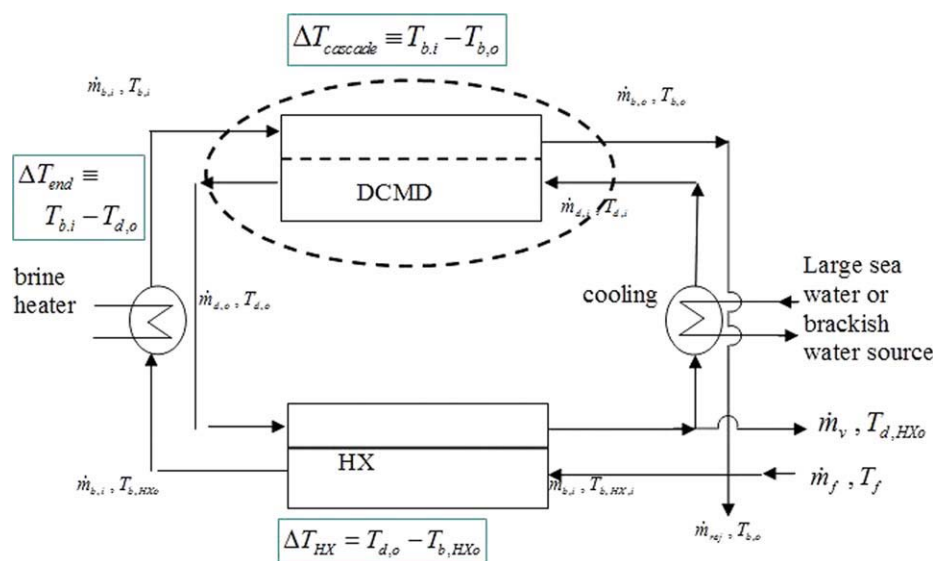 ΔT_cascade ≡ T_b.i − T_b,o
ṁ_b,i , T_b,i
ṁ_b,o , T_b,o
ΔT_end ≡
T_b.i − T_d,o
DCMD
ṁ_d,i , T_d,i
brine
heater
ṁ_d,o , T_d,o
cooling
Large sea
water or
brackish
water source
ṁ_v , T_d,HXo
HX
ṁ_b,i , T_b,HXo
ṁ_b,i , T_b,HX,i
ṁ_f , T_f
ΔT_HX = T_d,o − T_b,HXo
ṁ_rej , T_b,o